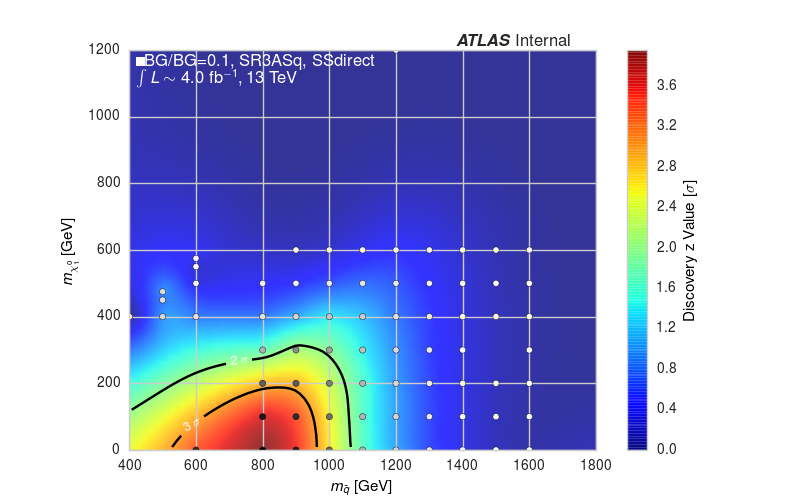 ATLAS Internal
■BG/BG=0.1, SR3ASq, SSdirect
∫ L ∼ 4.0 fb⁻¹, 13 TeV
1200
1000
800
600
400
200
0
m_χ̃₁⁰ [GeV]
2 σ
3 σ
400 600 800 1000 1200 1400 1600 1800
m_q̃ [GeV]
3.6
3.2
2.8
2.4
2.0
1.6
1.2
0.8
0.4
0.0
Discovery z Value [σ]